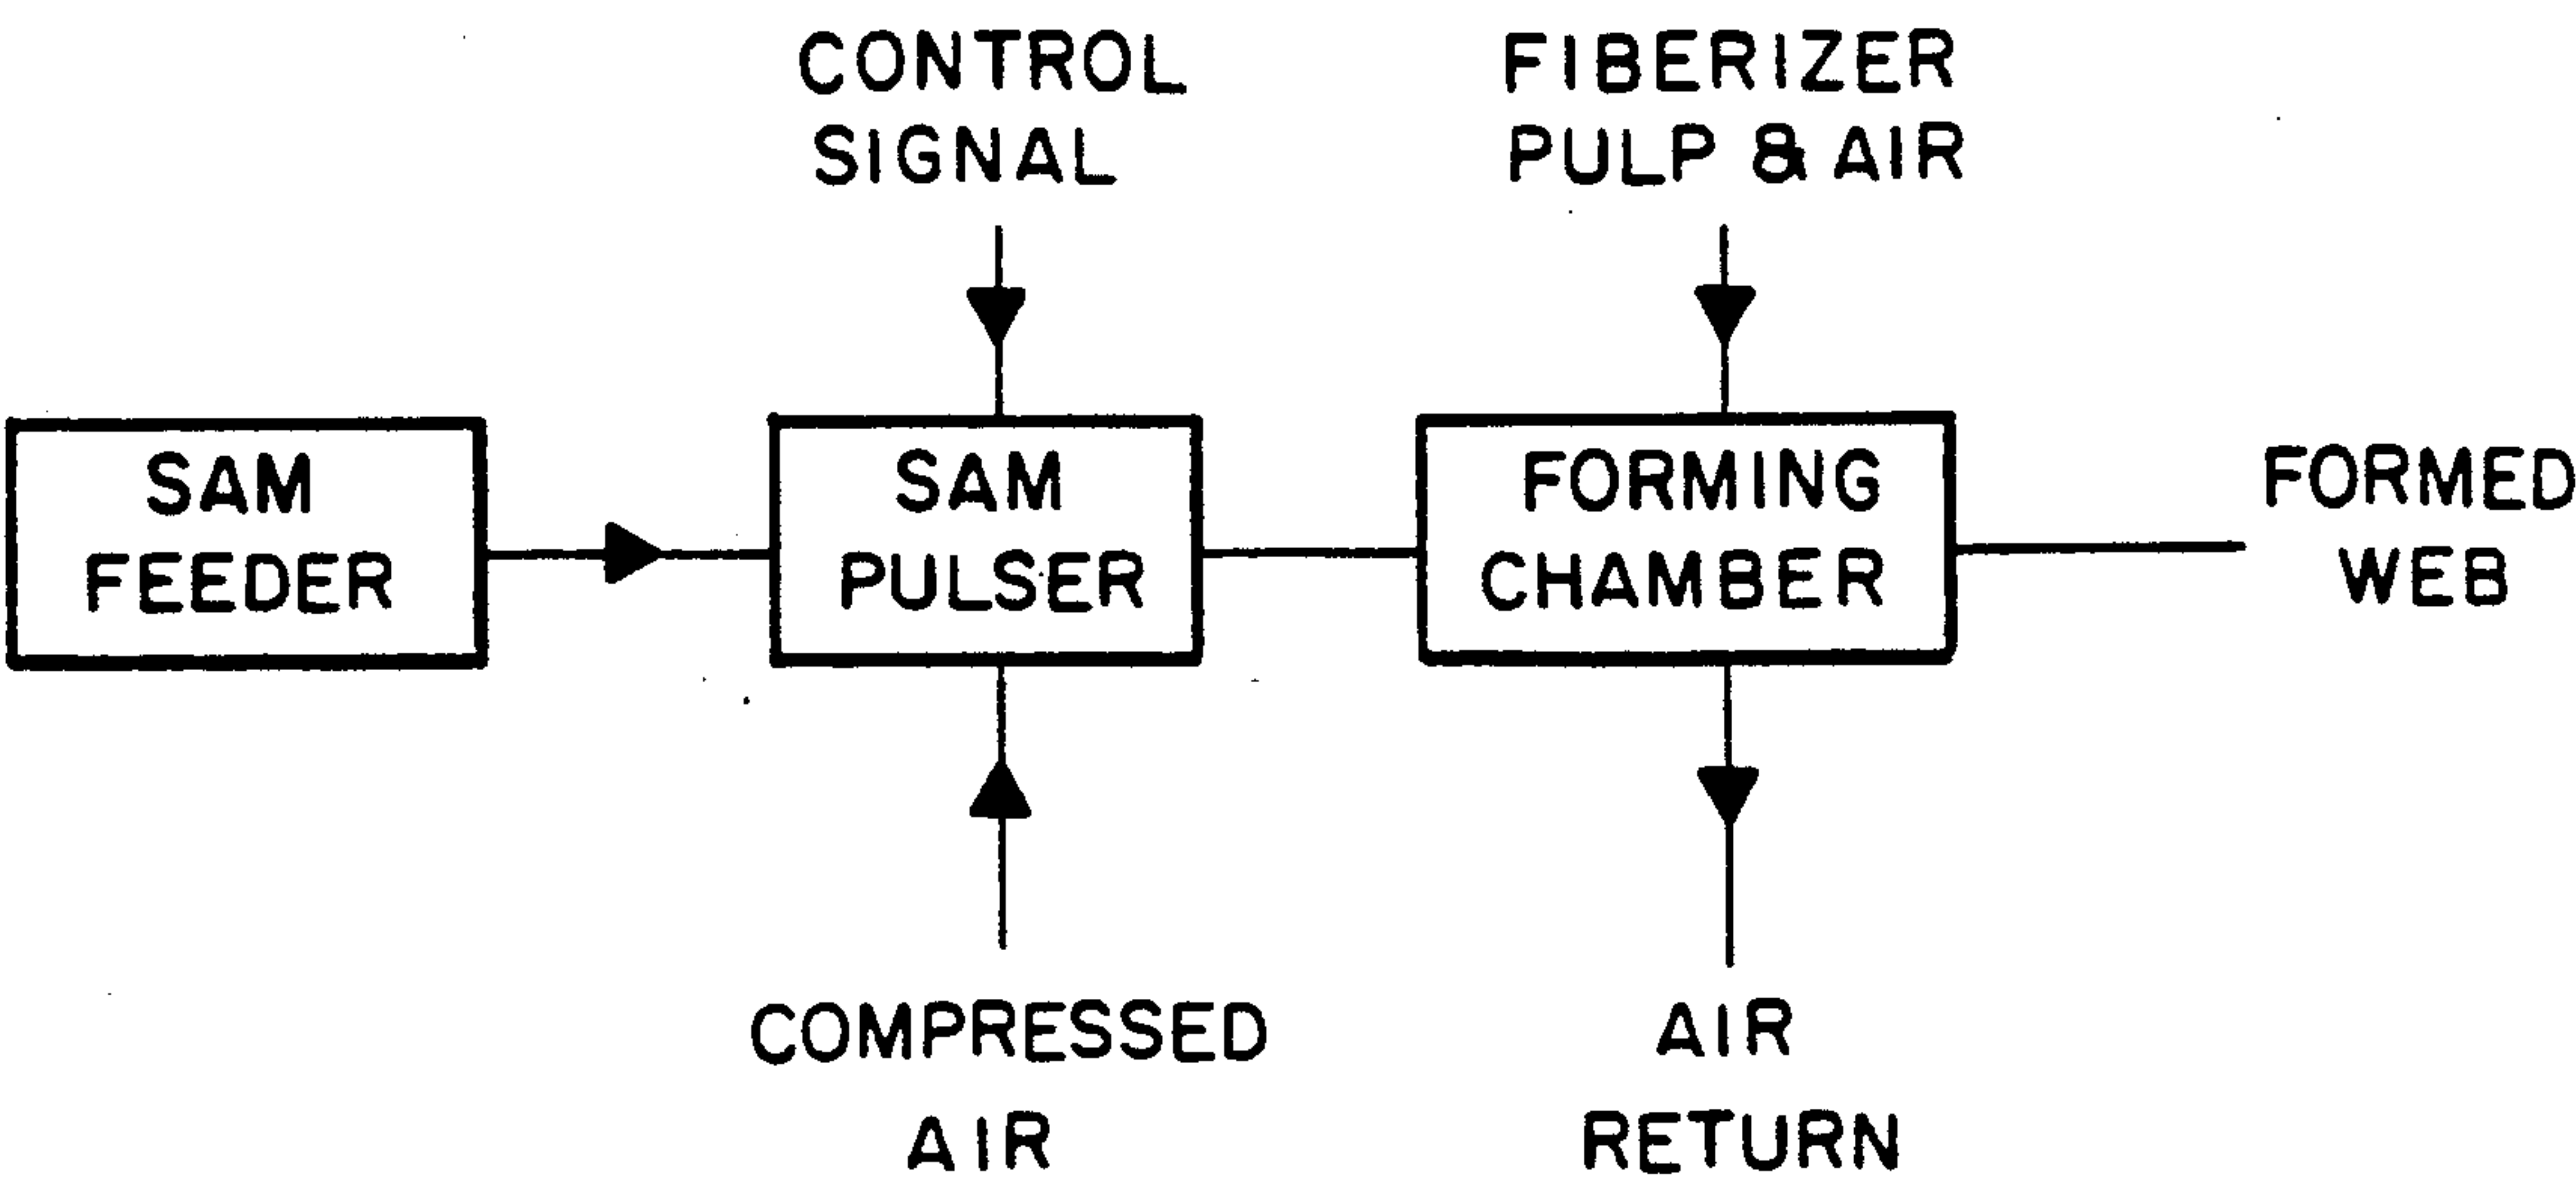 CONTROL
SIGNAL
FIBERIZER
PULP & AIR
SAM
FEEDER
SAM
PULSER
FORMING
CHAMBER
FORMED
WEB
COMPRESSED
AIR
AIR
RETURN